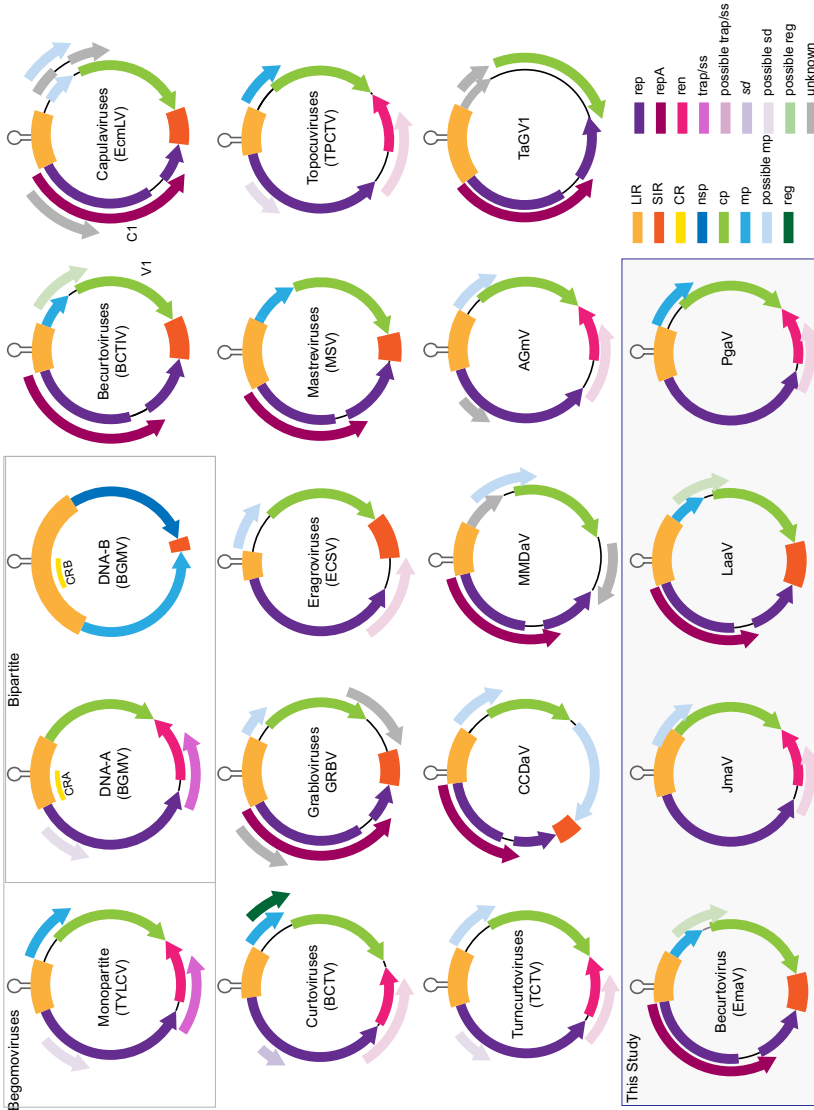 Begomoviruses
Bipartite
Monopartite
(TYLCV)
CRA
DNA-A
(BGMV)
CRB
DNA-B
(BGMV)
Becurtoviruses
(BCTIV)
V1
C1
Capulaviruses
(EcmLV)
Curtoviruses
(BCTV)
Grabloviruses
GRBV
Eragroviruses
(ECSV)
Mastreviruses
(MSV)
Topocuviruses
(TPCTV)
Turncurtoviruses
(TCTV)
CCDaV
MMDaV
AGmV
TaGV1
This Study
Becurtovirus
(EmaV)
JmaV
LaaV
PgaV
LIR
SIR
CR
nsp
cp
mp
possible mp
reg
rep
repA
ren
trap/ss
possible trap/ss
sd
possible sd
possible reg
unknown